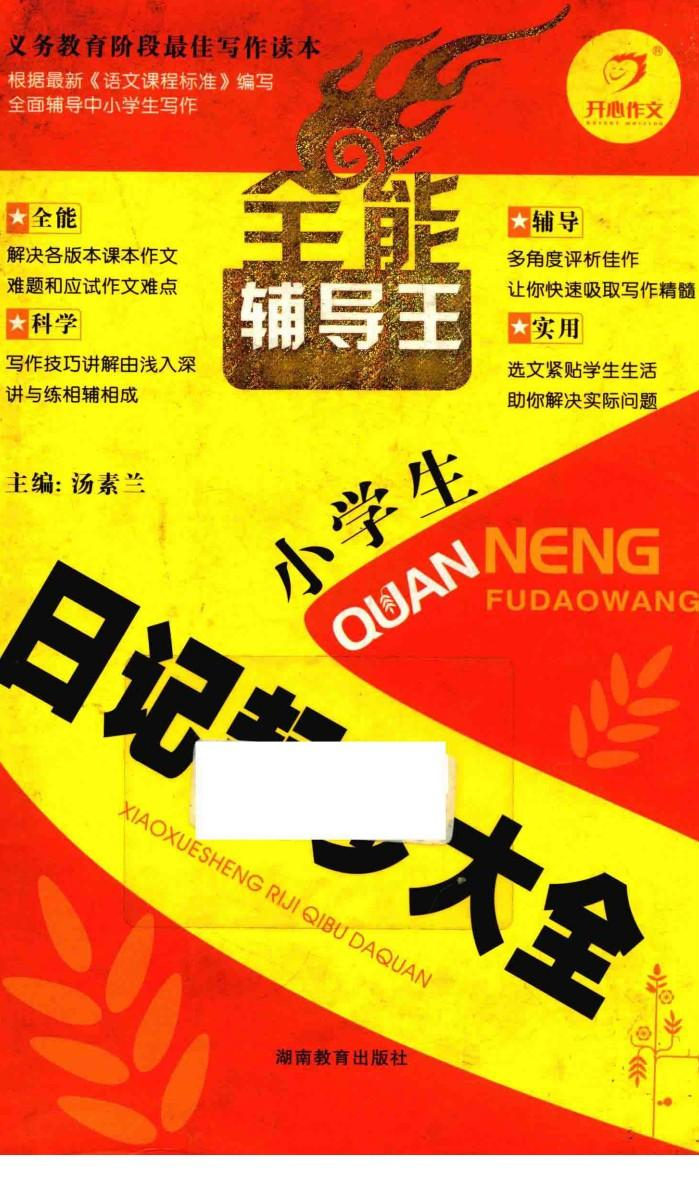 义务教育阶段最佳写作读本
根据最新《语文课程标准》编写
全面辅导中小学生写作
开心作文
®
全能
辅导王
★全能
解决各版本课本作文
难题和应试作文难点
★科学
写作技巧讲解由浅入深
讲与练相辅相成
★辅导
多角度评析佳作
让你快速吸取写作精髓
★实用
选文紧贴学生生活
助你解决实际问题
主编: 汤素兰
小学生
QUAN NENG
FUDAOWANG
日记起步大全
XIAOXUESHENG RIJI QIBU DAQUAN
湖南教育出版社